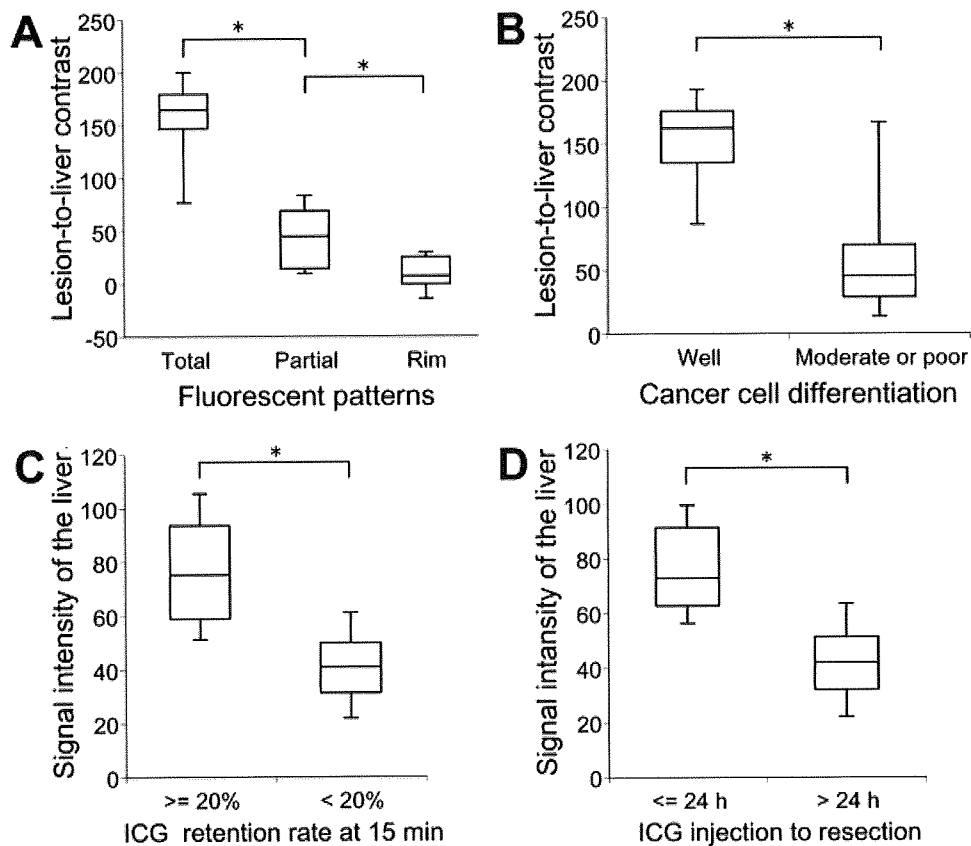 A
Lesion-to-liver contrast
250
200
150
100
50
0
-50
*
*
Total Partial Rim
Fluorescent patterns
B
Lesion-to-liver contrast
250
200
150
100
50
0
*
Well Moderate or poor
Cancer cell differentiation
C
Signal intensity of the liver
120
100
80
60
40
20
0
*
>= 20% < 20%
ICG retention rate at 15 min
D
Signal intansity of the liver
120
100
80
60
40
20
0
*
<= 24 h > 24 h
ICG injection to resection